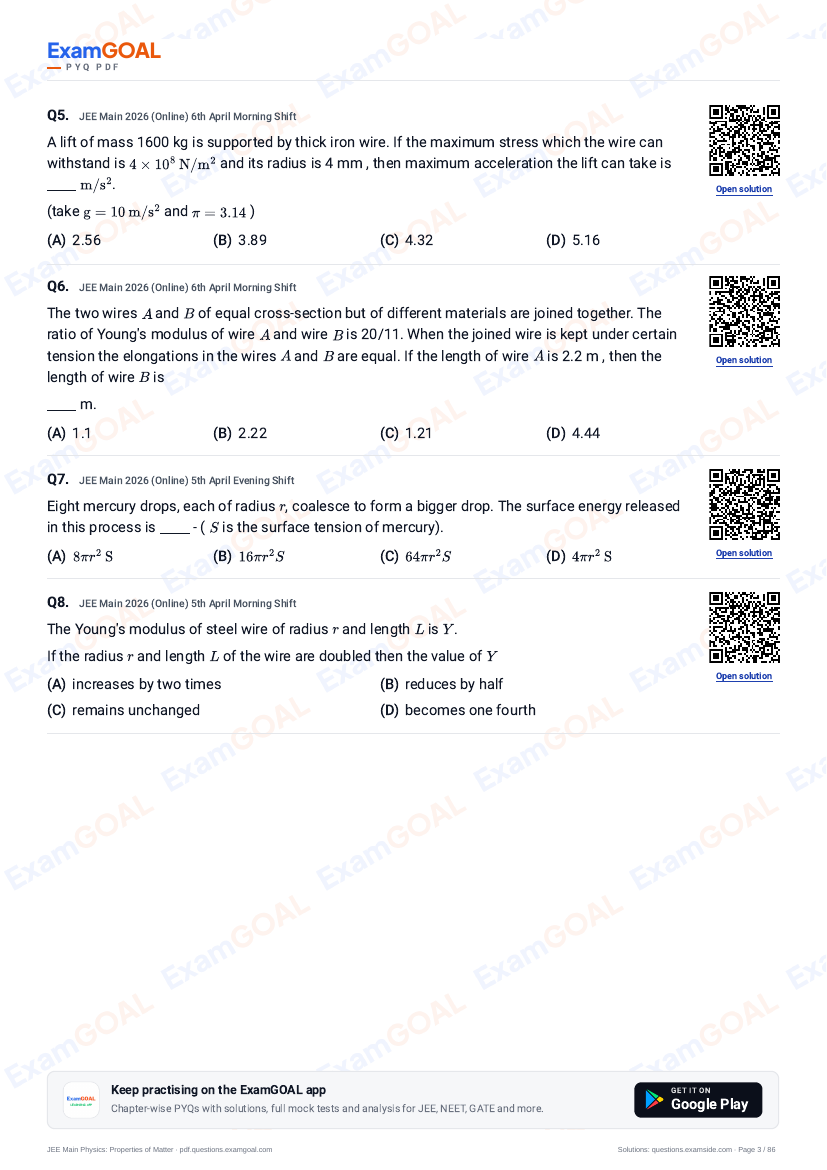 ExamGOAL
PYQ PDF
Q5. JEE Main 2026 (Online) 6th April Morning Shift
A lift of mass 1600 kg is supported by thick iron wire. If the maximum stress which the wire can
withstand is 4 × 10⁸ N/m² and its radius is 4 mm , then maximum acceleration the lift can take is
____ m/s².
(take g = 10 m/s² and π = 3.14 )
(A) 2.56 (B) 3.89 (C) 4.32 (D) 5.16
Open solution
Q6. JEE Main 2026 (Online) 6th April Morning Shift
The two wires A and B of equal cross-section but of different materials are joined together. The
ratio of Young's modulus of wire A and wire B is 20/11. When the joined wire is kept under certain
tension the elongations in the wires A and B are equal. If the length of wire A is 2.2 m , then the
length of wire B is
____ m.
(A) 1.1 (B) 2.22 (C) 1.21 (D) 4.44
Open solution
Q7. JEE Main 2026 (Online) 5th April Evening Shift
Eight mercury drops, each of radius r, coalesce to form a bigger drop. The surface energy released
in this process is ____ - ( S is the surface tension of mercury).
(A) 8πr² S (B) 16πr²S (C) 64πr²S (D) 4πr² S
Open solution
Q8. JEE Main 2026 (Online) 5th April Morning Shift
The Young's modulus of steel wire of radius r and length L is Y.
If the radius r and length L of the wire are doubled then the value of Y
(A) increases by two times (B) reduces by half
(C) remains unchanged (D) becomes one fourth
Open solution
ExamGOAL
Keep practising on the ExamGOAL app
Chapter-wise PYQs with solutions, full mock tests and analysis for JEE, NEET, GATE and more.
GET IT ON
Google Play
JEE Main Physics: Properties of Matter · pdf.questions.examgoal.com
Solutions: questions.examside.com · Page 3 / 86